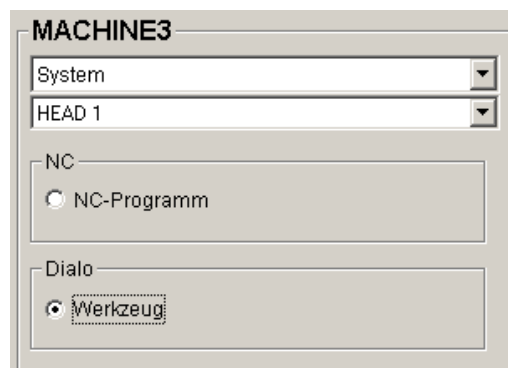 MACHINE3
System
HEAD 1
NC
NC-Programm
Dialo
Werkzeug